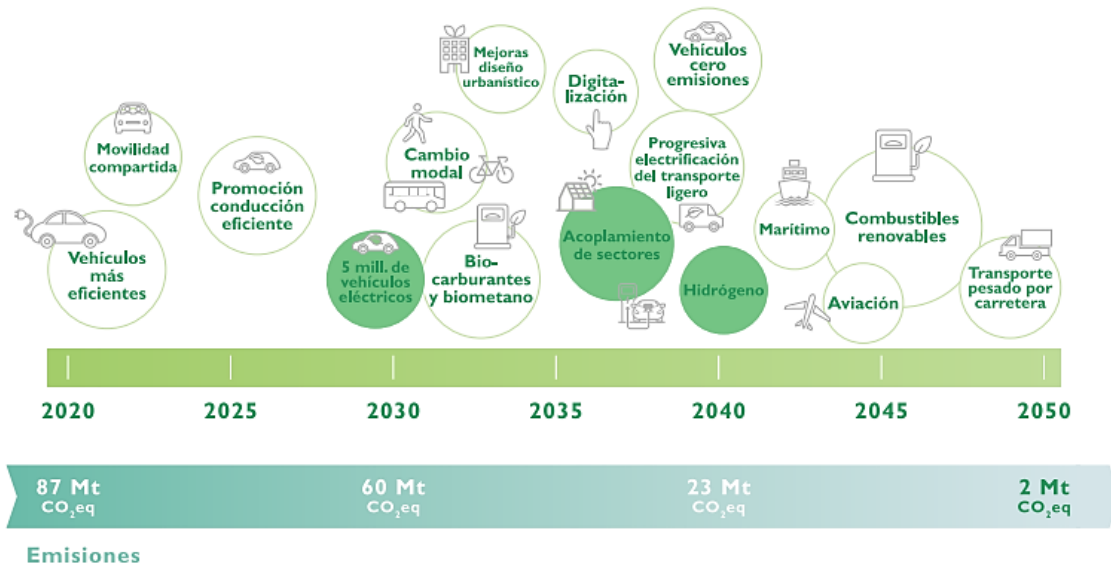 Movilidad
compartida
Vehículos
más
eficientes
Promoción
conducción
eficiente
Mejoras
diseño
urbanístico
Cambio
modal
5 mill. de
vehículos
eléctricos
Bio-
carburantes
y biometano
Digita-
lización
Vehículos
cero
emisiones
Progresiva
electrificación
del transporte
ligero
Acoplamiento
de sectores
Hidrógeno
Marítimo
Combustibles
renovables
Aviación
Transporte
pesado por
carretera
2020 2025 2030 2035 2040 2045 2050
87 Mt 60 Mt 23 Mt 2 Mt
CO₂eq CO₂eq CO₂eq CO₂eq
Emisiones